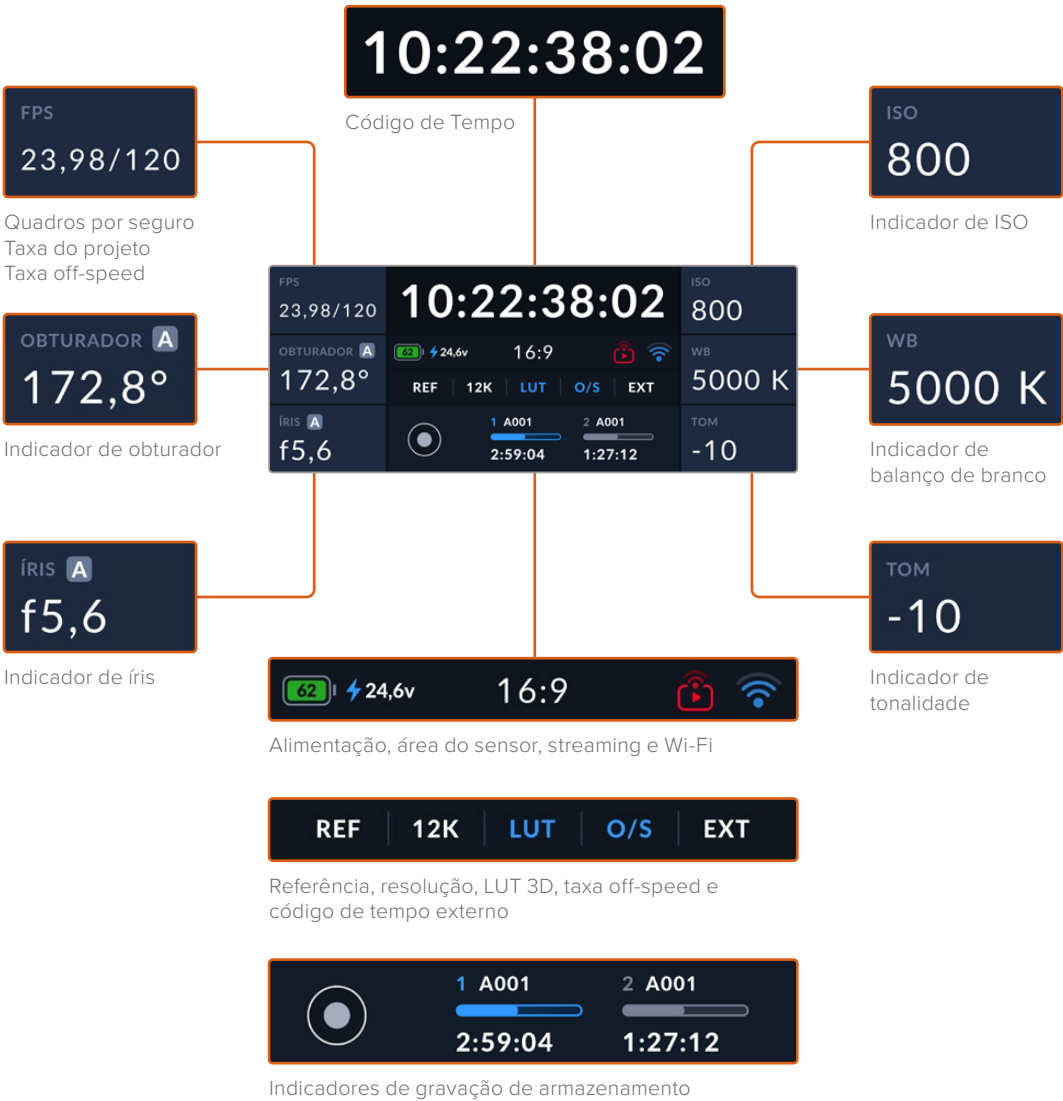 10:22:38:02
Código de Tempo
FPS
23,98/120
Quadros por seguro
Taxa do projeto
Taxa off-speed
ISO
800
Indicador de ISO
OBTURADOR A
172,8°
Indicador de obturador
FPS
23,98/120
10:22:38:02
ISO
800
OBTURADOR A
172,8°
62 24,6v 16:9
WB
5000 K
REF 12K LUT O/S EXT
ÍRIS A
f5,6
1 A001 2 A001
2:59:04 1:27:12
TOM
-10
WB
5000 K
Indicador de
balanço de branco
ÍRIS A
f5,6
Indicador de íris
TOM
-10
Indicador de
tonalidade
62 24,6v 16:9
Alimentação, área do sensor, streaming e Wi-Fi
REF 12K LUT O/S EXT
Referência, resolução, LUT 3D, taxa off-speed e
código de tempo externo
1 A001 2 A001
2:59:04 1:27:12
Indicadores de gravação de armazenamento